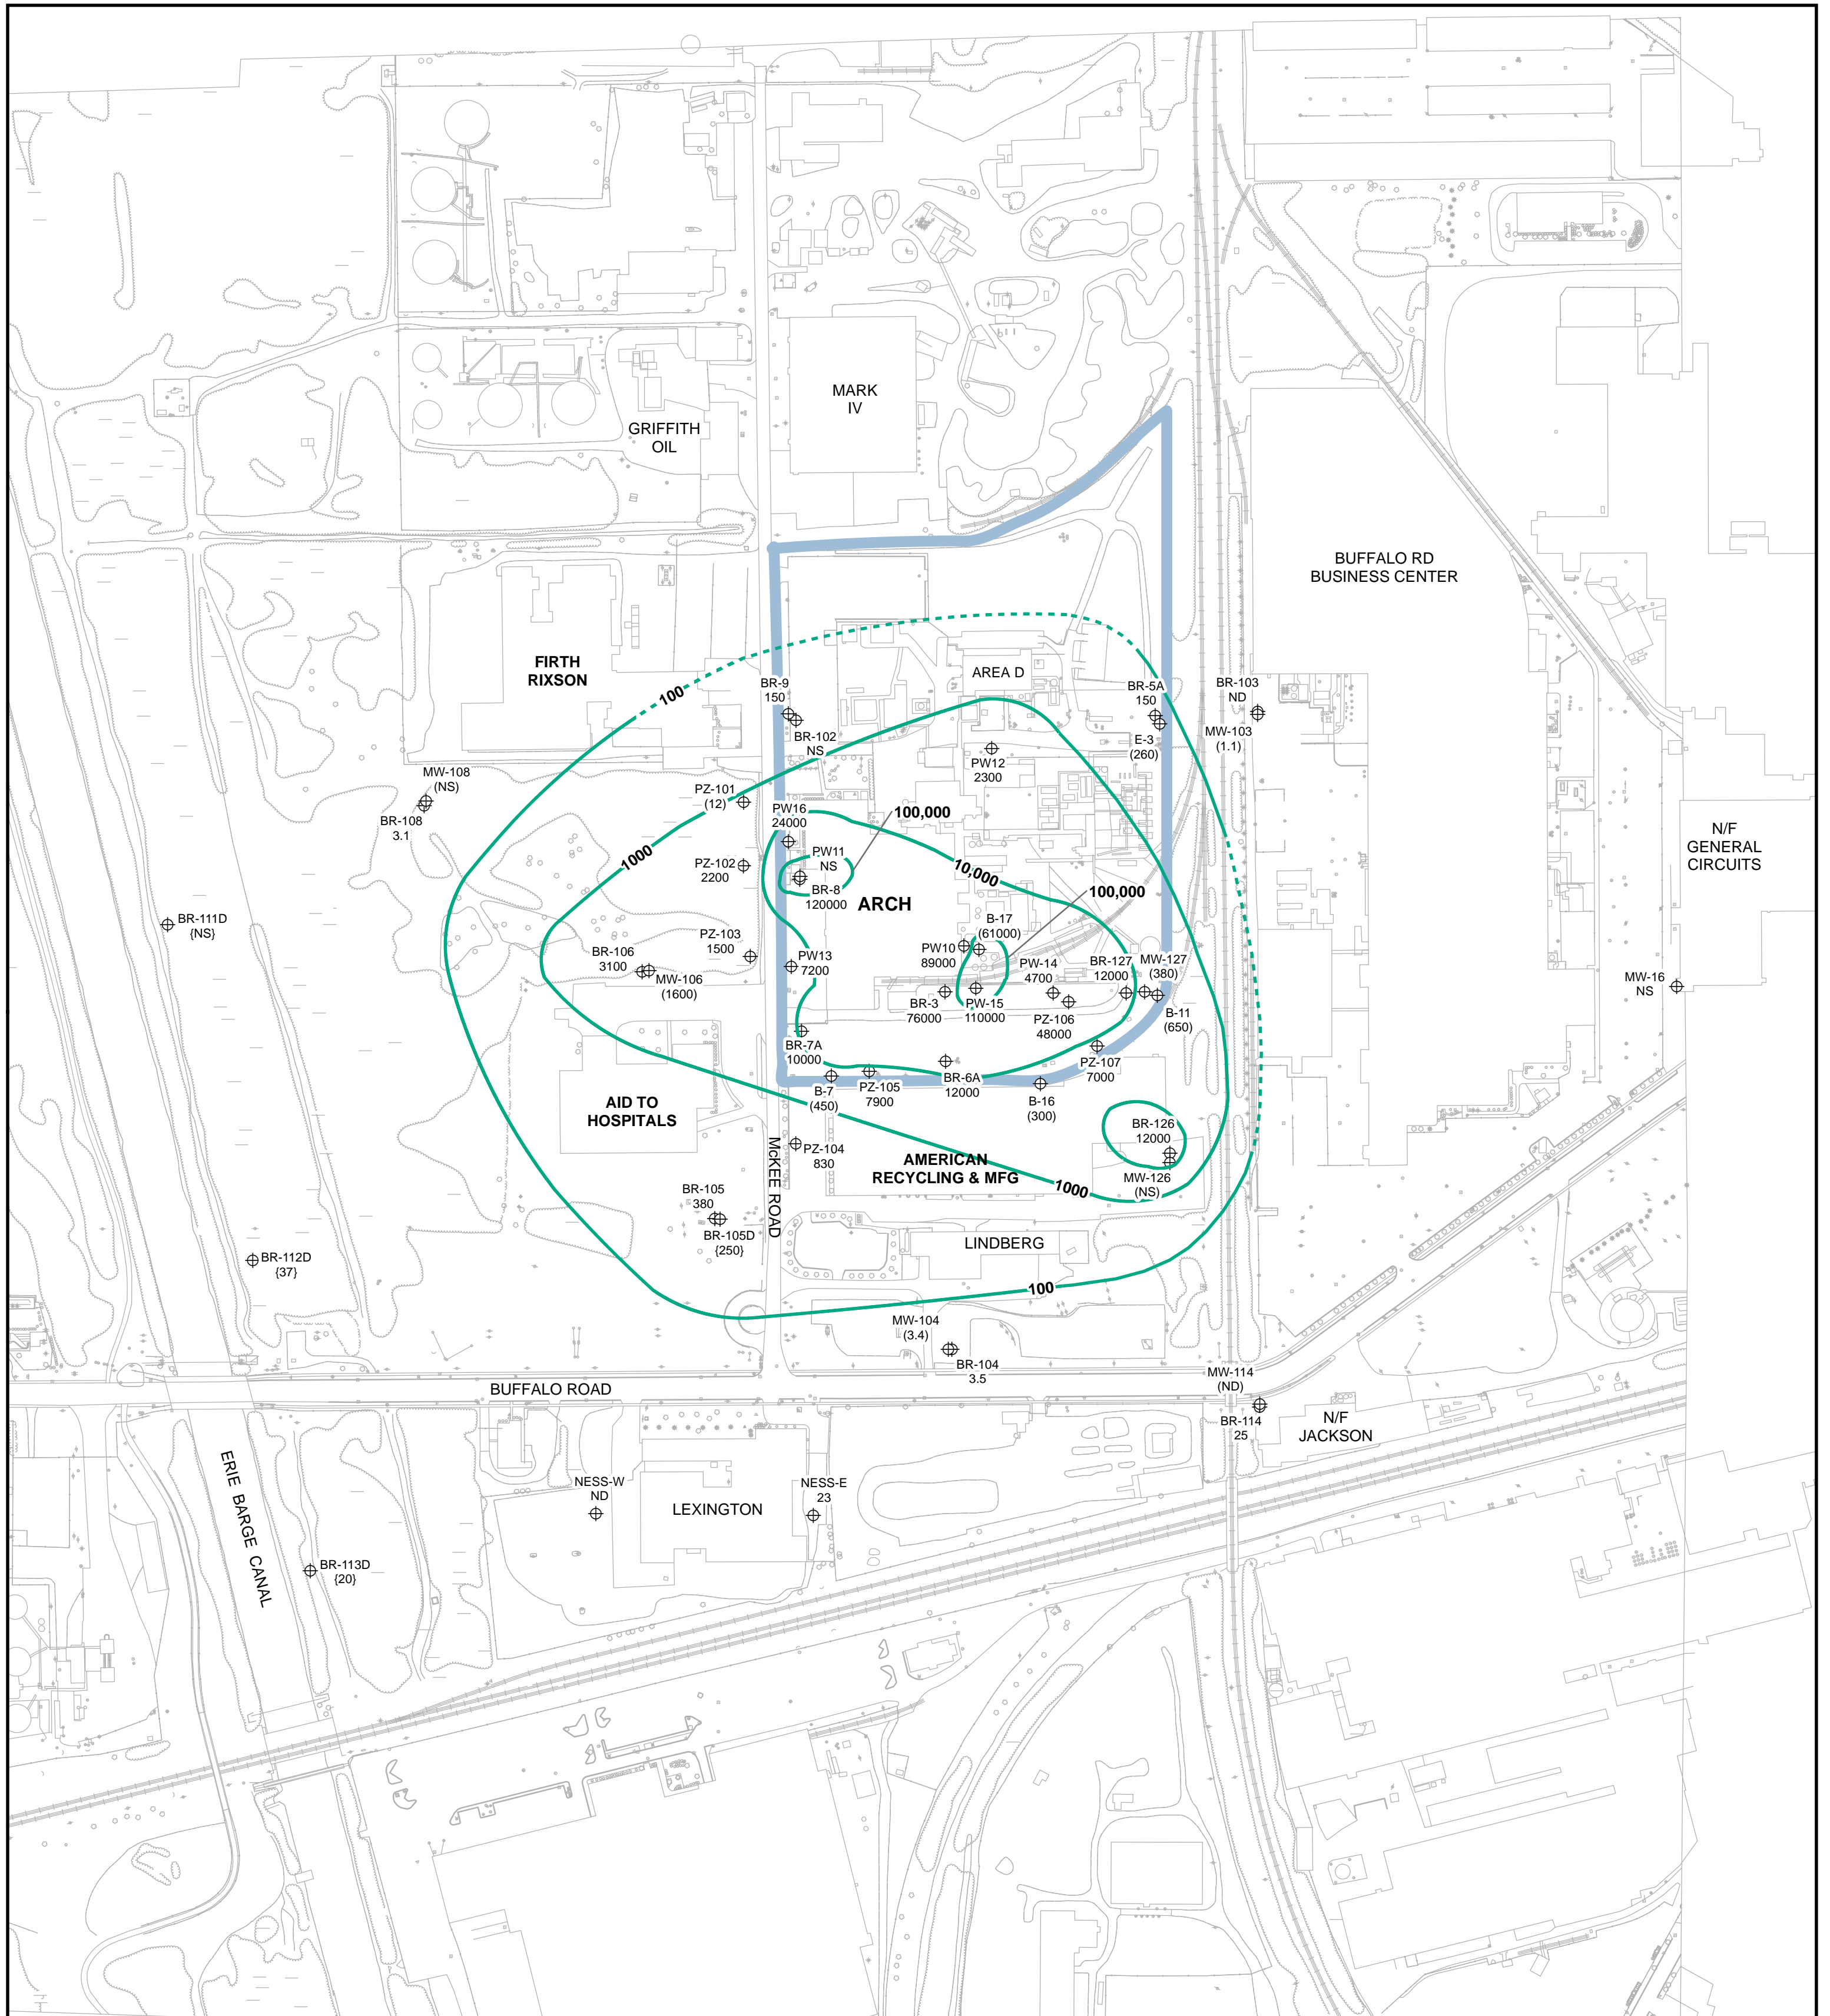 MARK
IV
GRIFFITH
OIL
BUFFALO RD
BUSINESS CENTER
FIRTH
RIXSON
AREA D
100
BR-9
150
BR-5A
150
BR-103
ND
BR-102
NS
E-3
(260)
MW-103
(1.1)
PW12
2300
MW-108
(NS)
BR-108
3.1
PZ-101
(12)
PW16
24000
100,000
N/F
GENERAL
CIRCUITS
1000
PZ-102
2200
PW11
NS
10,000
BR-8
120000
ARCH
100,000
BR-111D
{NS}
B-17
(61000)
PZ-103
1500
PW10
89000
BR-106
3100
PW13
7200
PW-14
4700
BR-127
12000
MW-127
(380)
MW-106
(1600)
MW-16
NS
BR-3
76000
PW-15
110000
PZ-106
48000
B-11
(650)
BR-7A
10000
PZ-107
7000
B-7
(450)
PZ-105
7900
BR-6A
12000
B-16
(300)
AID TO
HOSPITALS
BR-126
12000
PZ-104
830
McKEE ROAD
AMERICAN
RECYCLING & MFG
MW-126
(NS)
1000
BR-105
380
BR-105D
{250}
LINDBERG
BR-112D
{37}
100
MW-104
(3.4)
BR-104
3.5
BUFFALO ROAD
MW-114
(ND)
BR-114
25
N/F
JACKSON
ERIE BARGE CANAL
NESS-W
ND
LEXINGTON
NESS-E
23
BR-113D
{20}